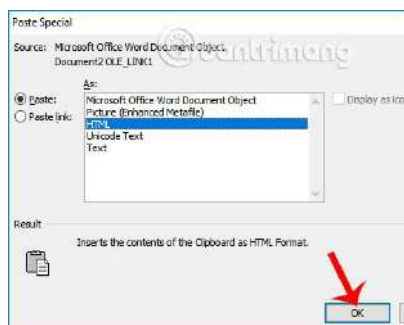 Paste Special
Source: Microsoft Office Word Document Object
Document2 OLE_LINK1
@Quantrimang
As:
Paste:
Paste link:
Microsoft Office Word Document Object
Picture (Enhanced Metafile)
HTML
Unicode Text
Text
Display as Ico
Result
Inserts the contents of the Clipboard as HTML Format.
OK